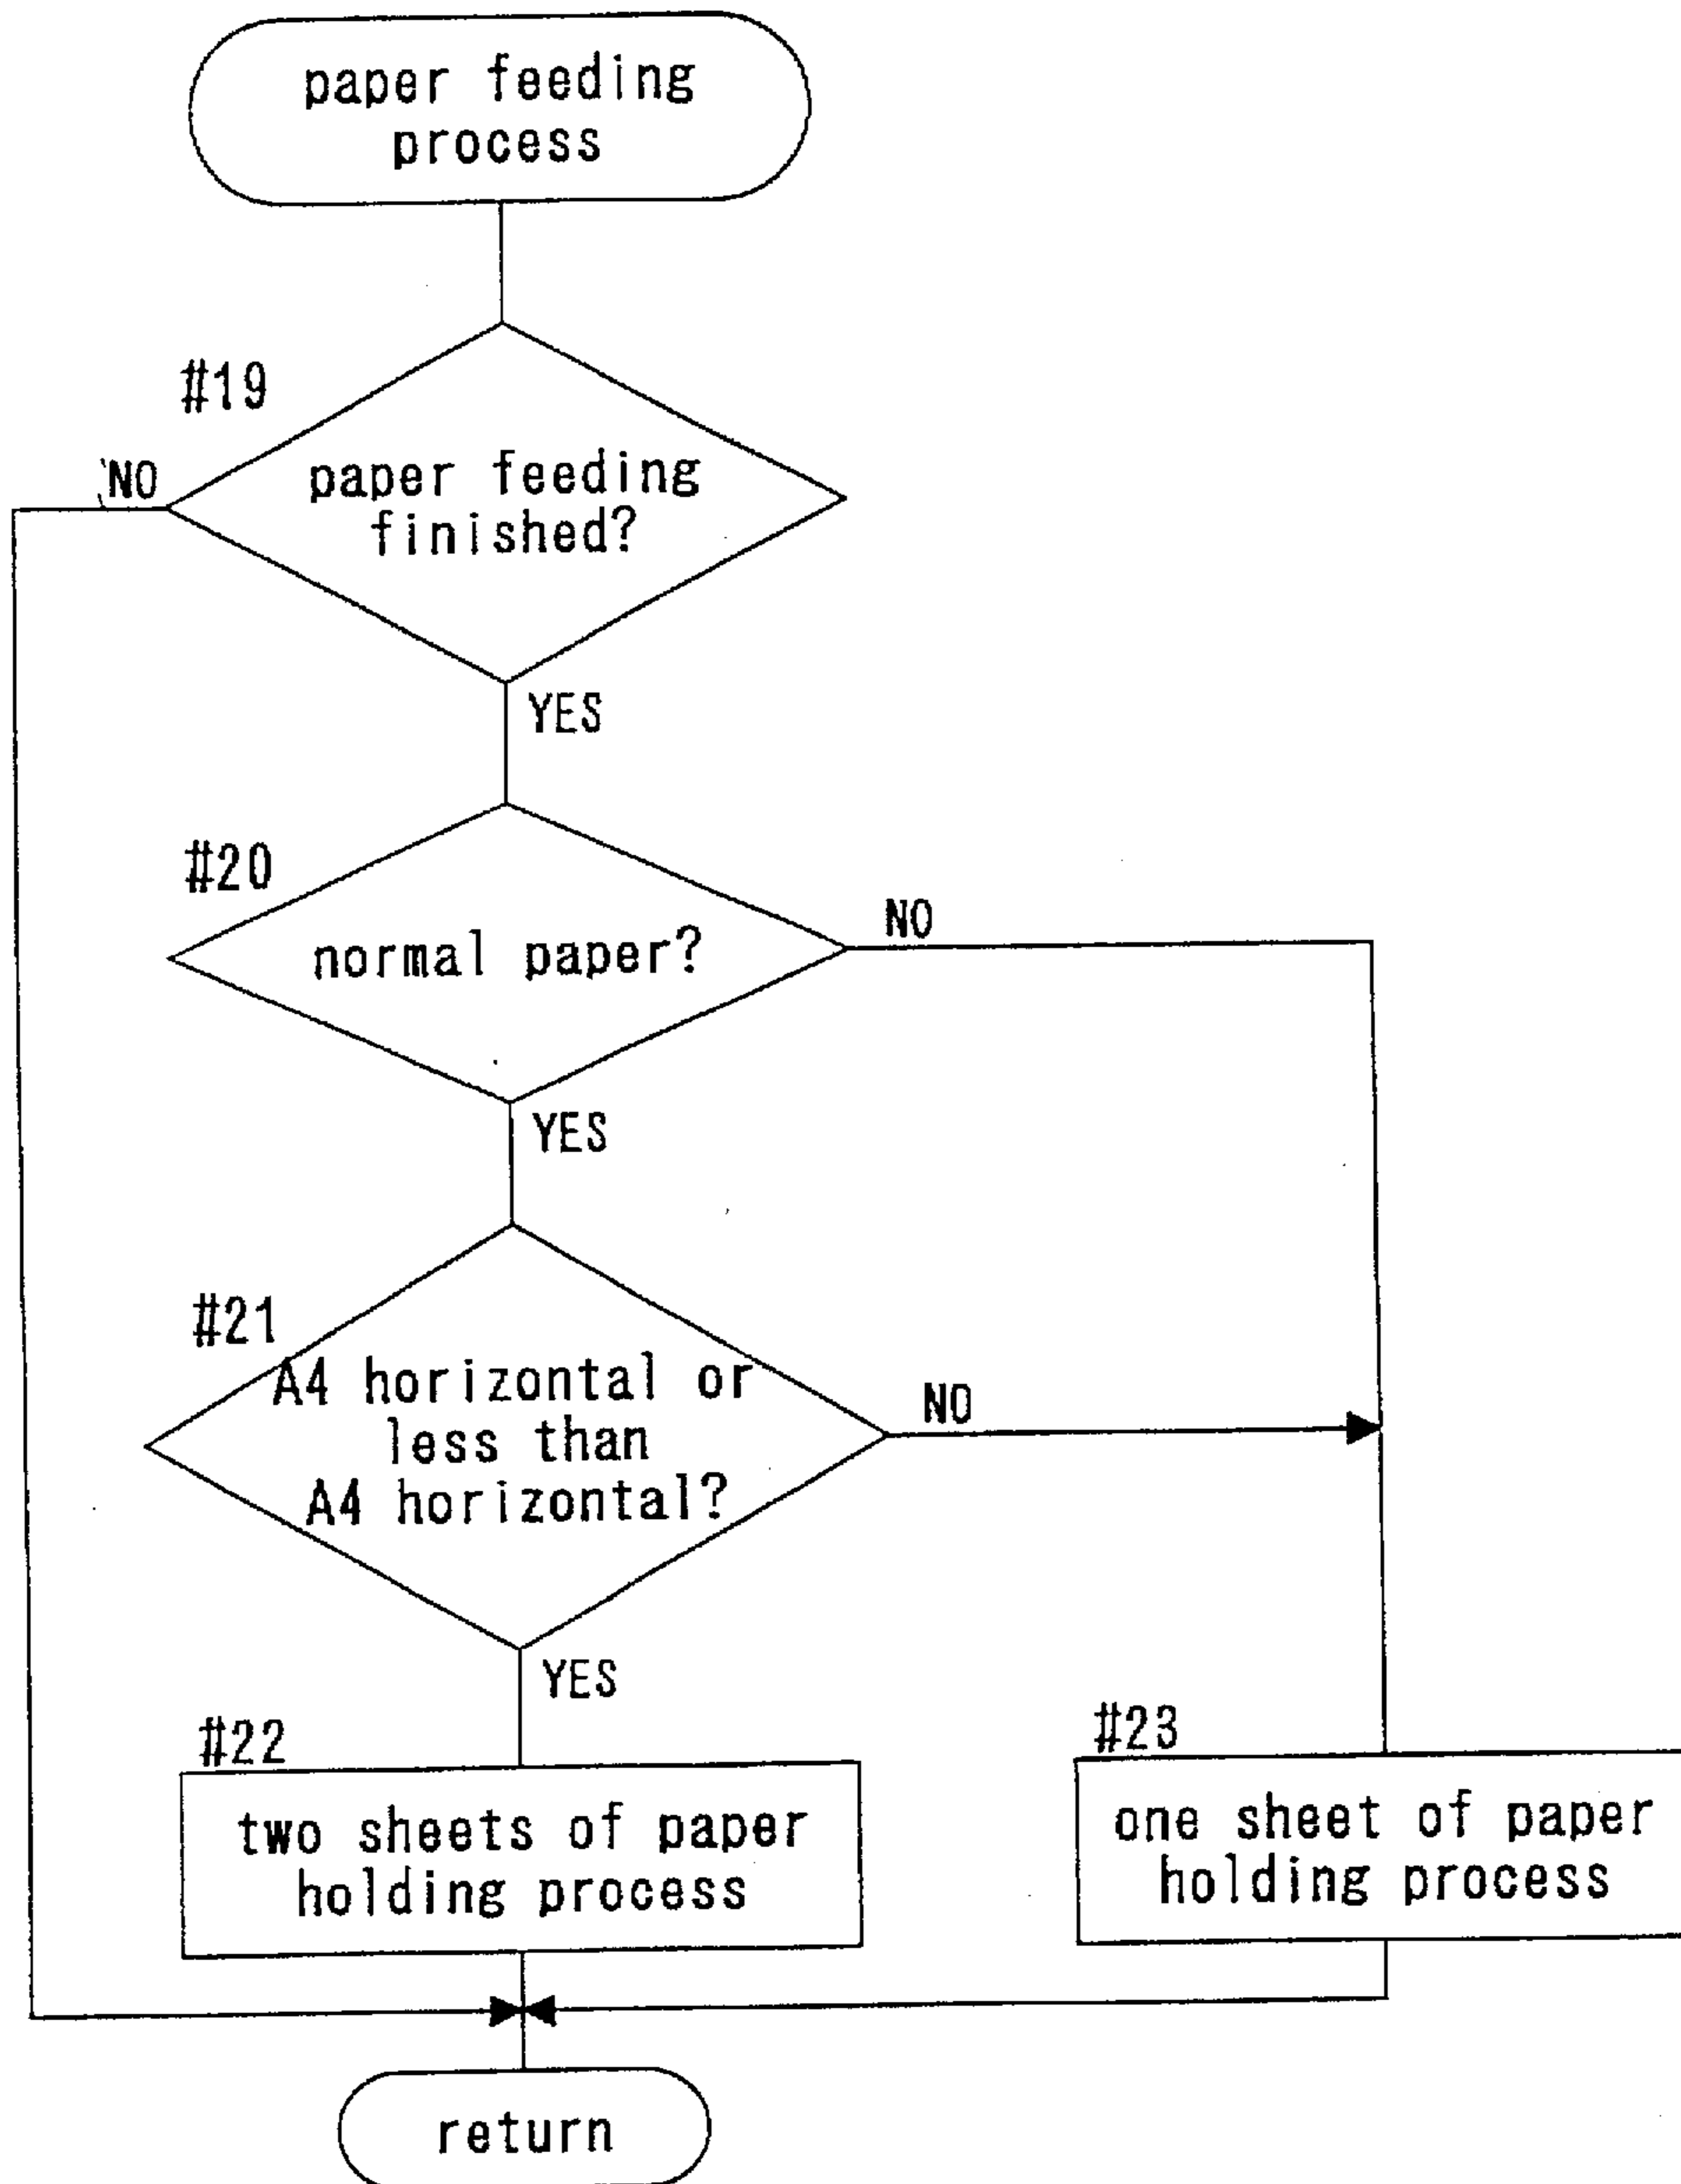 paper feeding
process
#19
NO
paper feeding
finished?
YES
#20
NO
normal paper?
YES
#21
A4 horizontal or
less than
A4 horizontal?
NO
YES
#22
two sheets of paper
holding process
#23
one sheet of paper
holding process
return